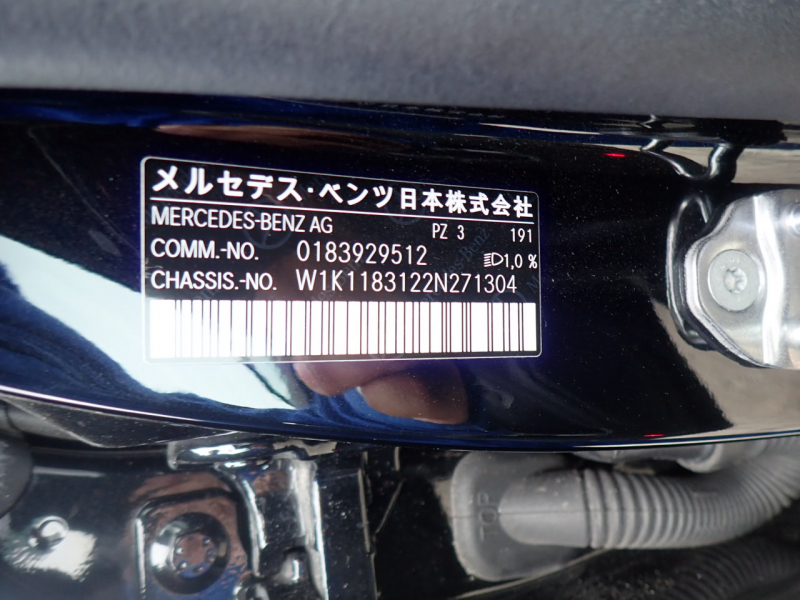 メルセデス・ベンツ日本株式会社
MERCEDES-BENZ AG PZ 3 191
COMM.-NO. 0183929512 1,0 %
CHASSIS.-NO. W1K1183122N271304
TOP